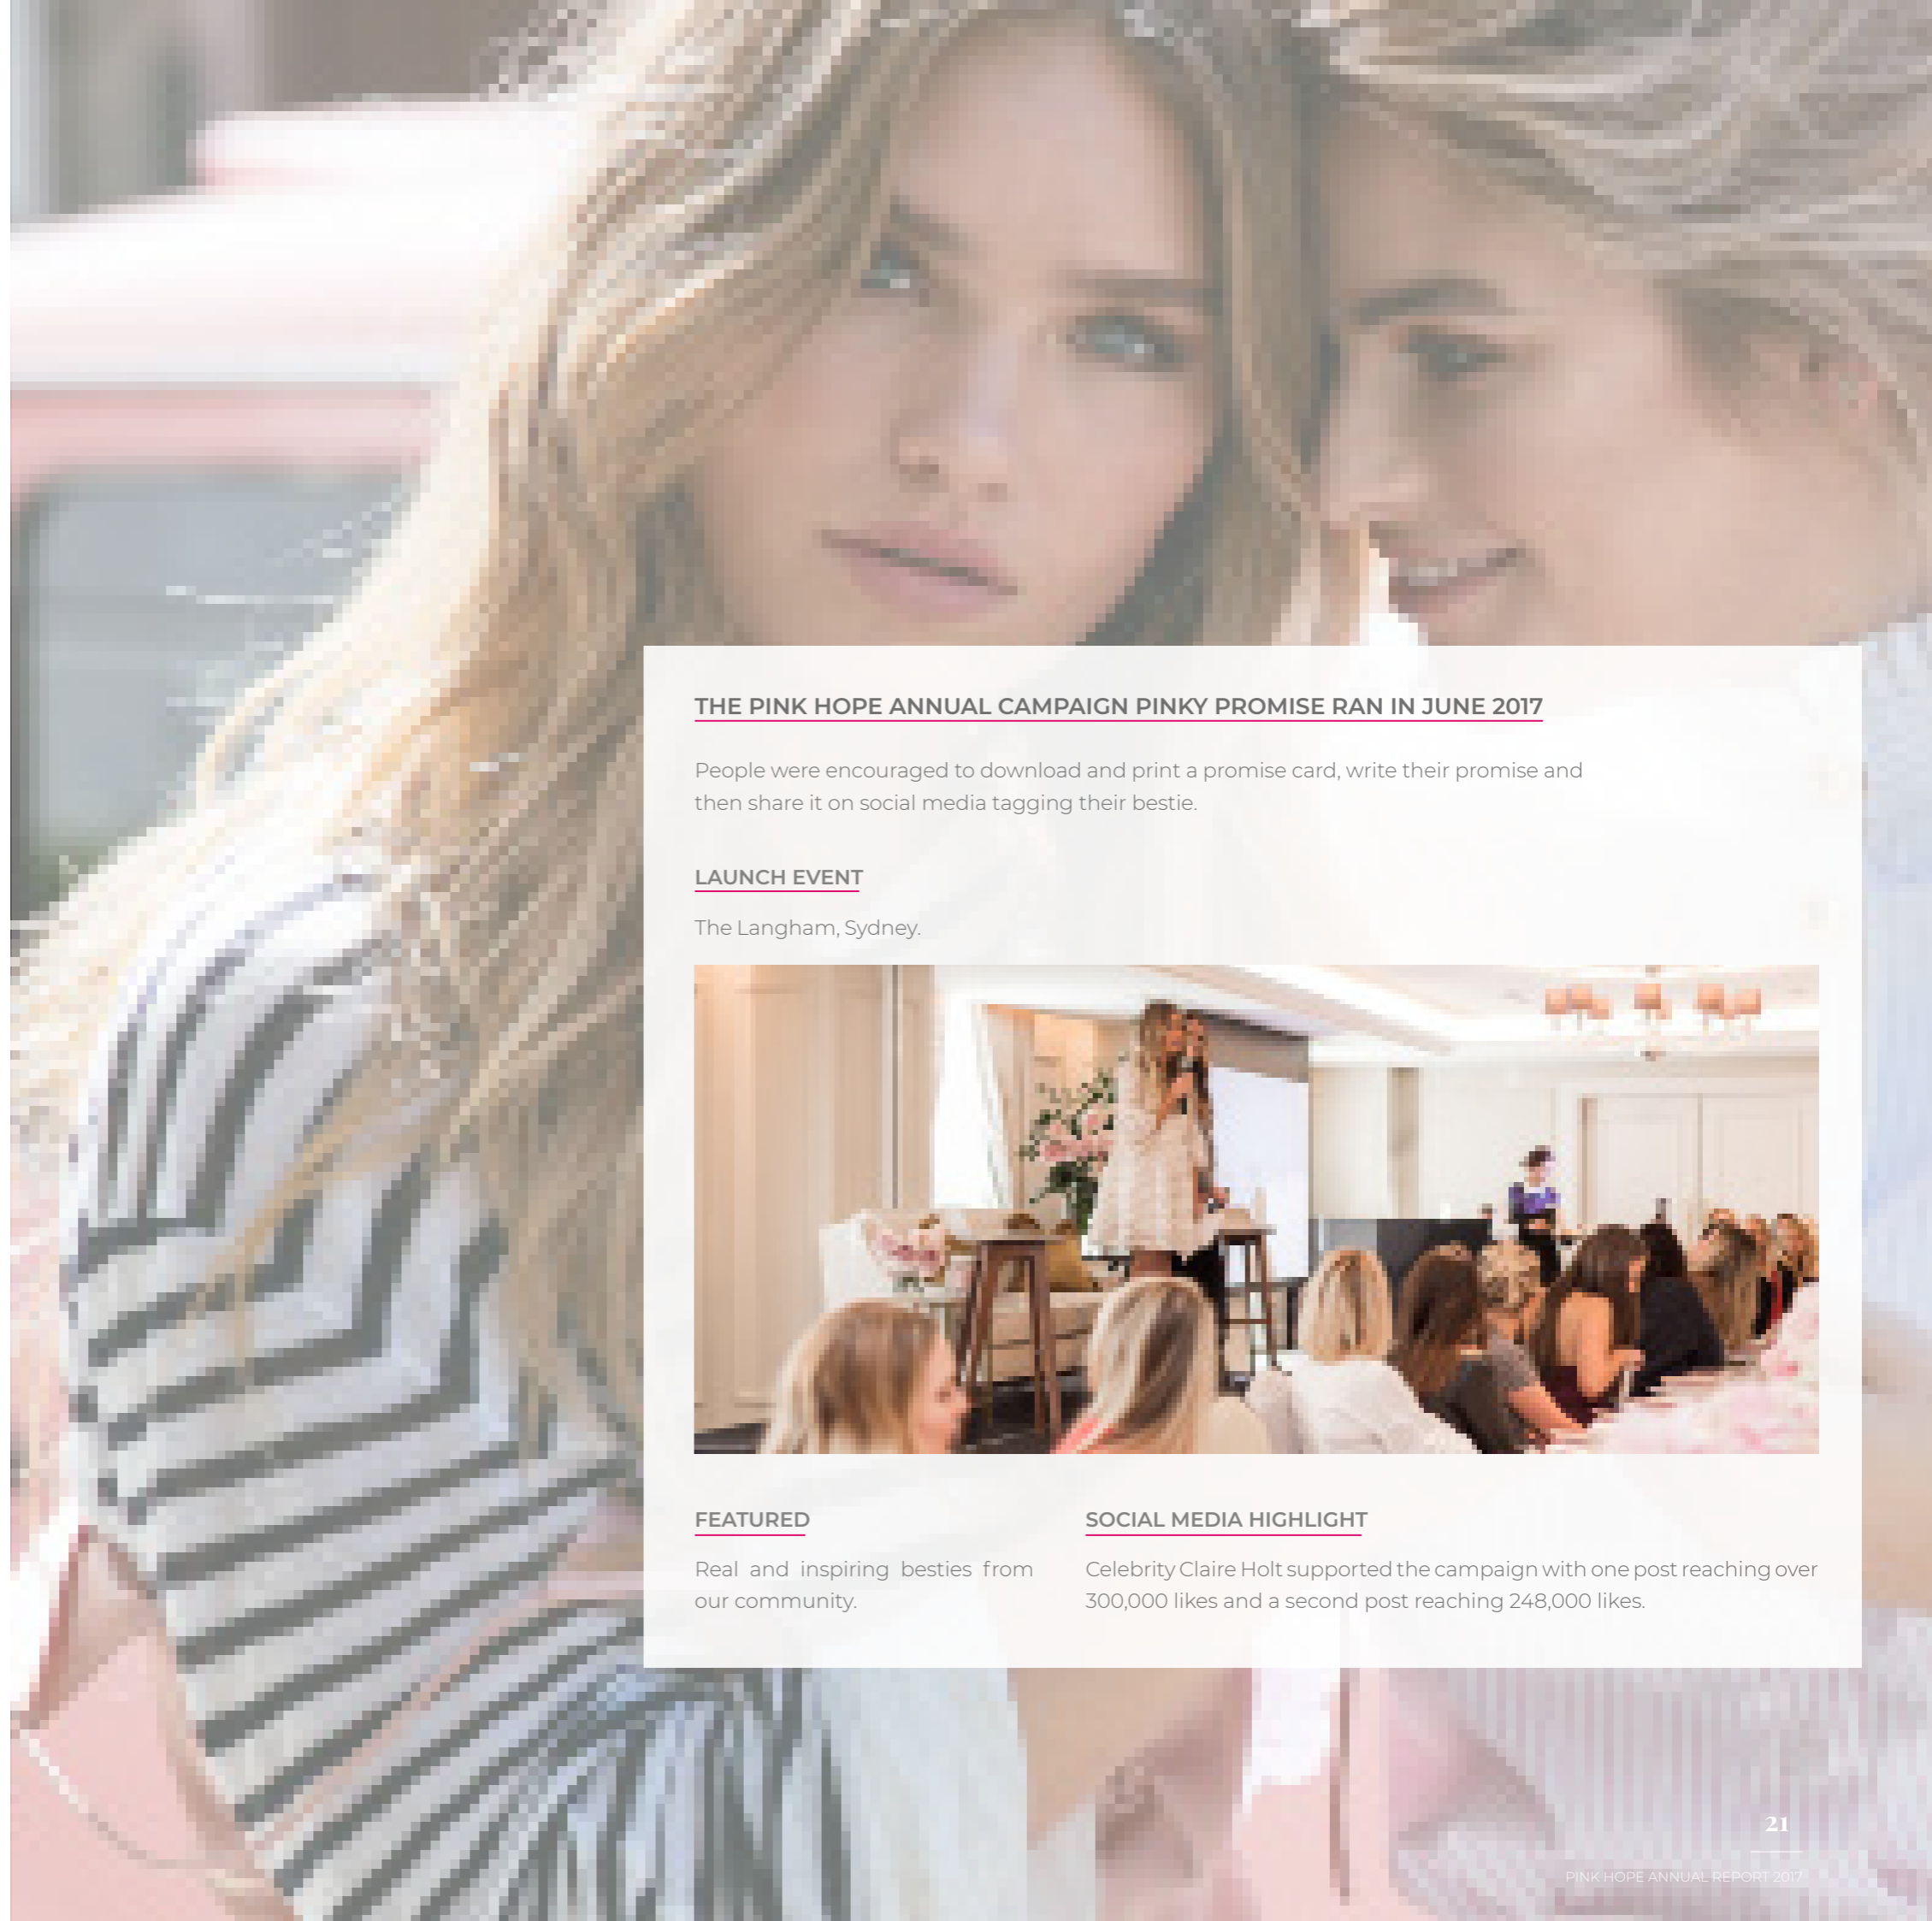 THE PINK HOPE ANNUAL CAMPAIGN PINKY PROMISE RAN IN JUNE 2017
People were encouraged to download and print a promise card, write their promise and
then share it on social media tagging their bestie.
LAUNCH EVENT
The Langham, Sydney.
FEATURED
Real and inspiring besties from
our community.
SOCIAL MEDIA HIGHLIGHT
Celebrity Claire Holt supported the campaign with one post reaching over
300,000 likes and a second post reaching 248,000 likes.
21
PINK HOPE ANNUAL REPORT 2017